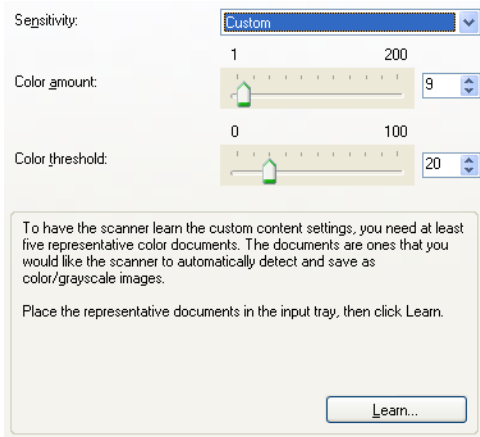 Sensitivity:
Custom
1 200
Color amount:
9
0 100
Color threshold:
20
To have the scanner learn the custom content settings, you need at least
five representative color documents. The documents are ones that you
would like the scanner to automatically detect and save as
color/grayscale images.
Place the representative documents in the input tray, then click Learn.
Learn...